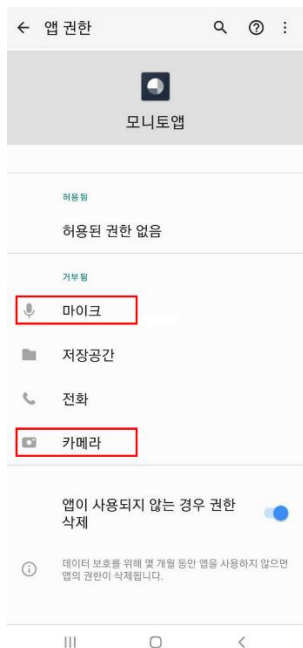 앱 권한
모니토앱
허용됨
허용된 권한 없음
거부됨
마이크
저장공간
전화
카메라
앱이 사용되지 않는 경우 권한
삭제
데이터 보호를 위해 몇 개월 동안 앱을 사용하지 않으면
앱의 권한이 삭제됩니다.